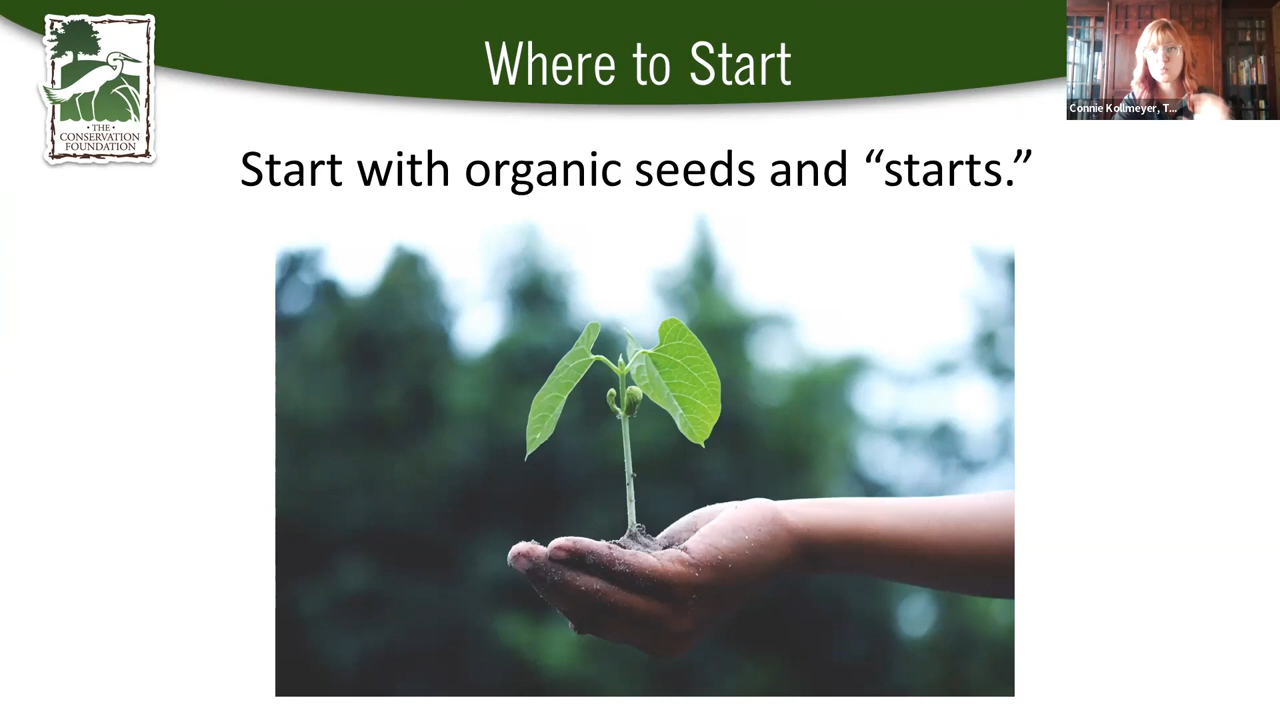 Where to Start
Connie Kollmeyer, T...
• THE •
CONSERVATION
FOUNDATION
Start with organic seeds and “starts.”